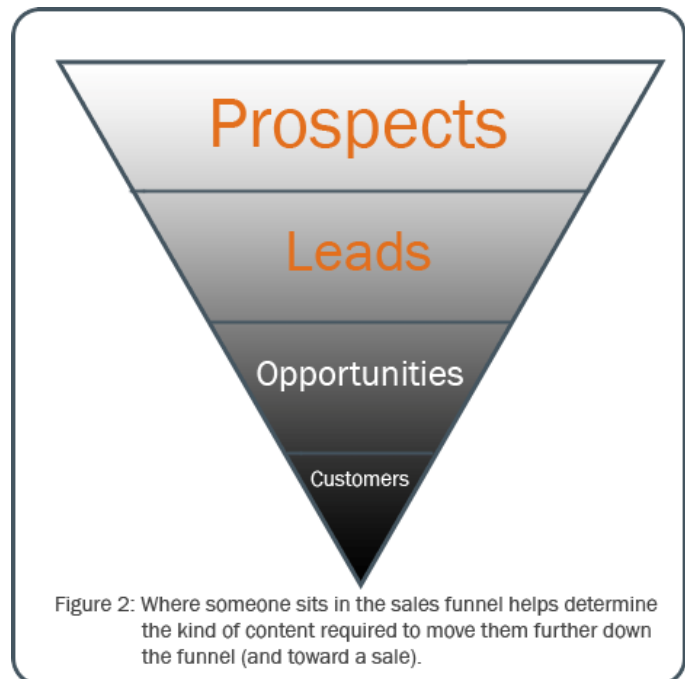 Prospects
Leads
Opportunities
Customers
Figure 2: Where someone sits in the sales funnel helps determine
the kind of content required to move them further down
the funnel (and toward a sale).